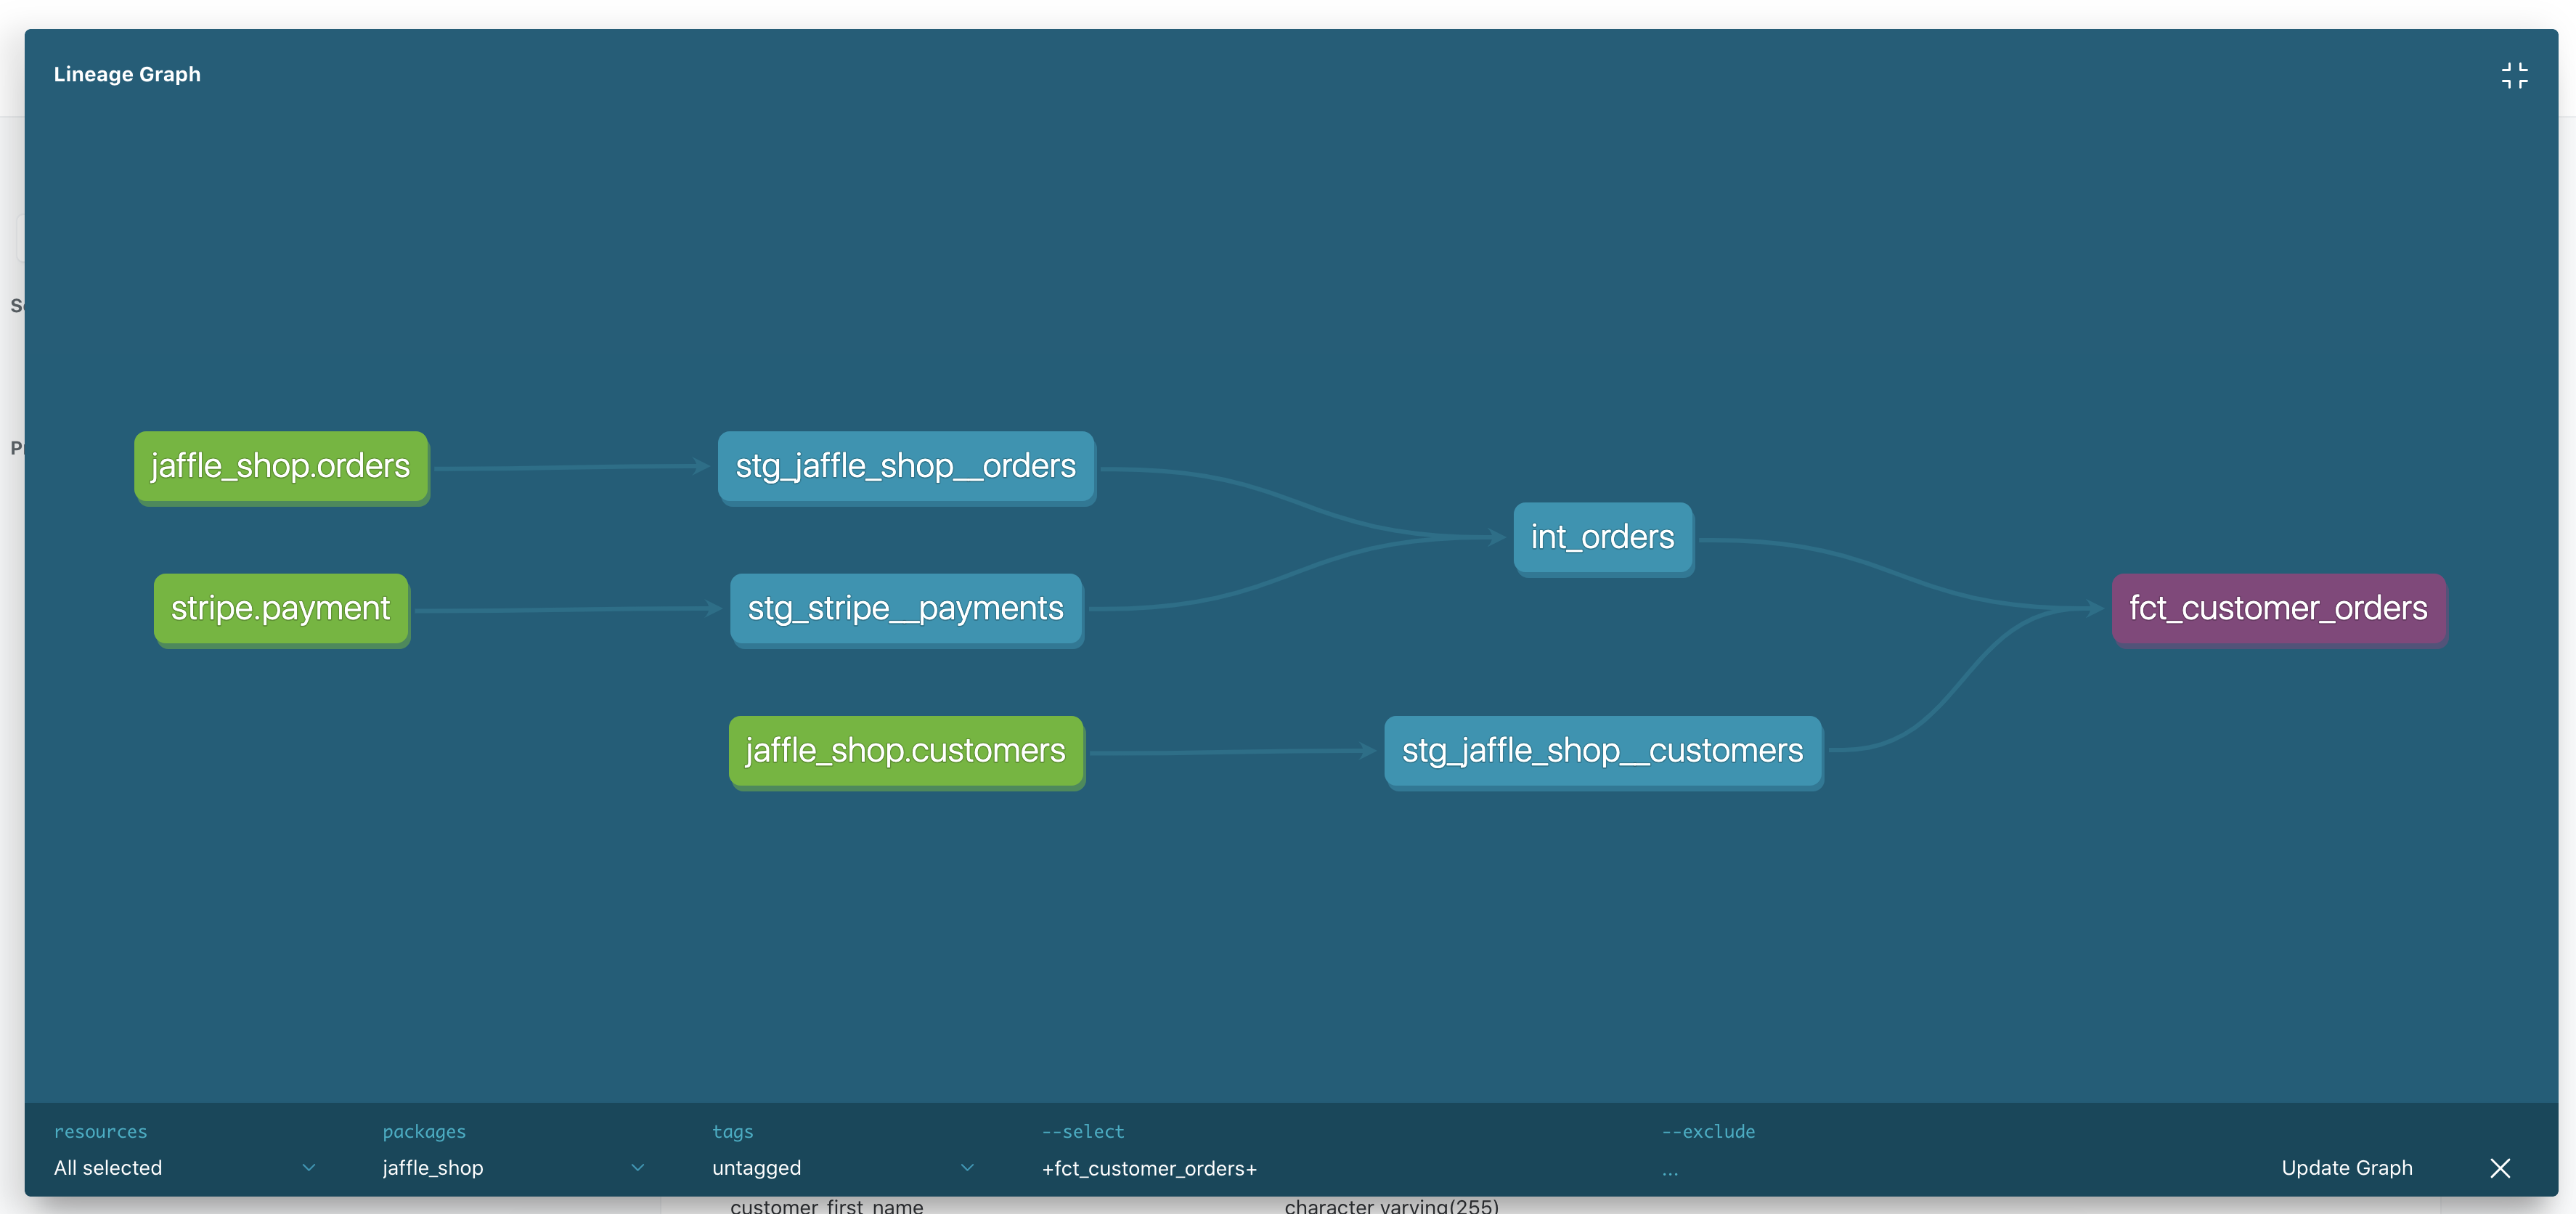 Lineage Graph
jaffle_shop.orders
stg_jaffle_shop__orders
int_orders
stripe.payment
stg_stripe__payments
fct_customer_orders
jaffle_shop.customers
stg_jaffle_shop__customers
resources
All selected
packages
jaffle_shop
tags
untagged
--select
+fct_customer_orders+
--exclude
...
Update Graph
customer_first_name
character varying(255)